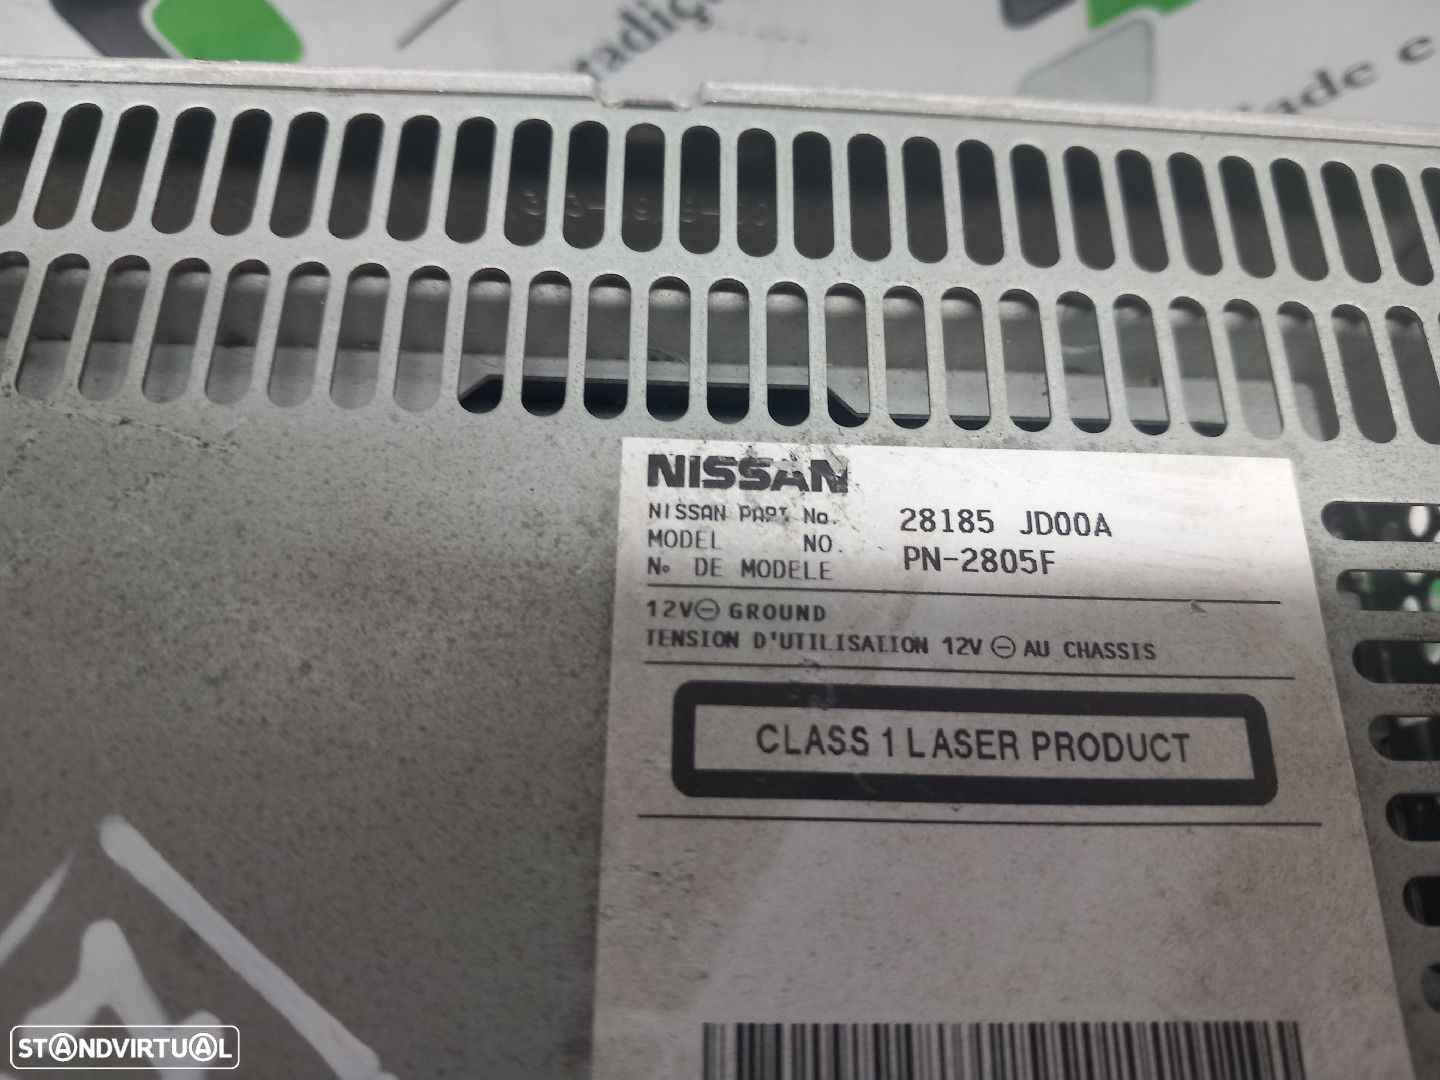 NISSAN
NISSAN PART No. 28185 JD00A
MODEL NO. PN-2805F
No DE MODELE
12V⊖ GROUND
TENSION D'UTILISATION 12V ⊖ AU CHASSIS
CLASS 1 LASER PRODUCT
STANDVIRTUAL